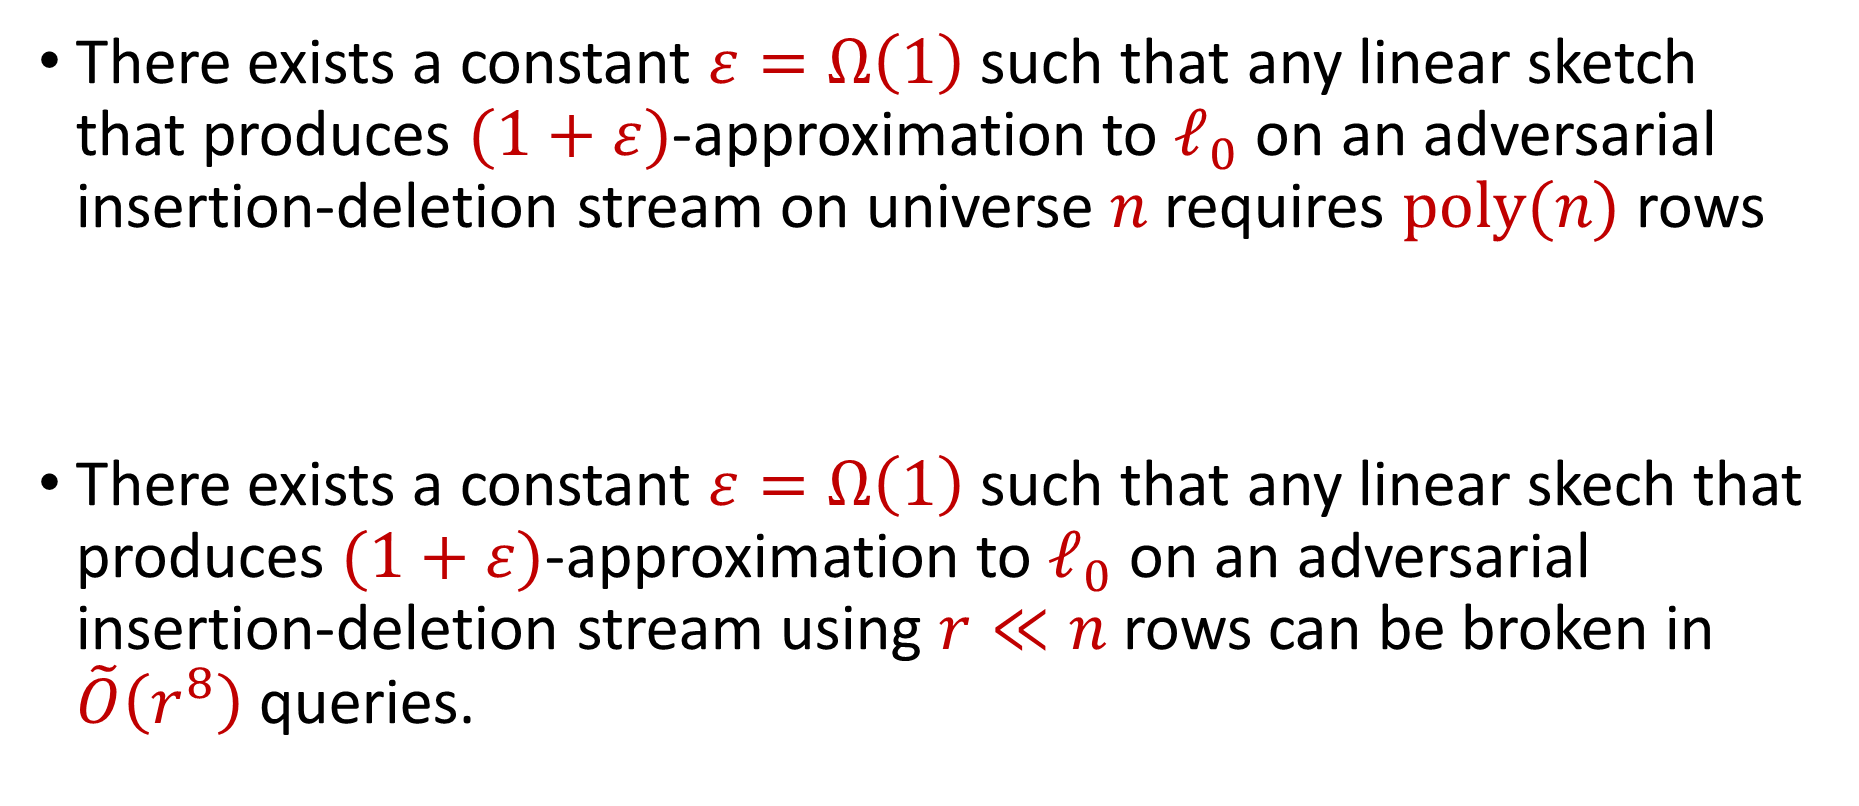 • There exists a constant ε = Ω(1) such that any linear sketch
that produces (1 + ε)-approximation to ℓ₀ on an adversarial
insertion-deletion stream on universe n requires poly(n) rows
• There exists a constant ε = Ω(1) such that any linear skech that
produces (1 + ε)-approximation to ℓ₀ on an adversarial
insertion-deletion stream using r ≪ n rows can be broken in
Õ(r⁸) queries.